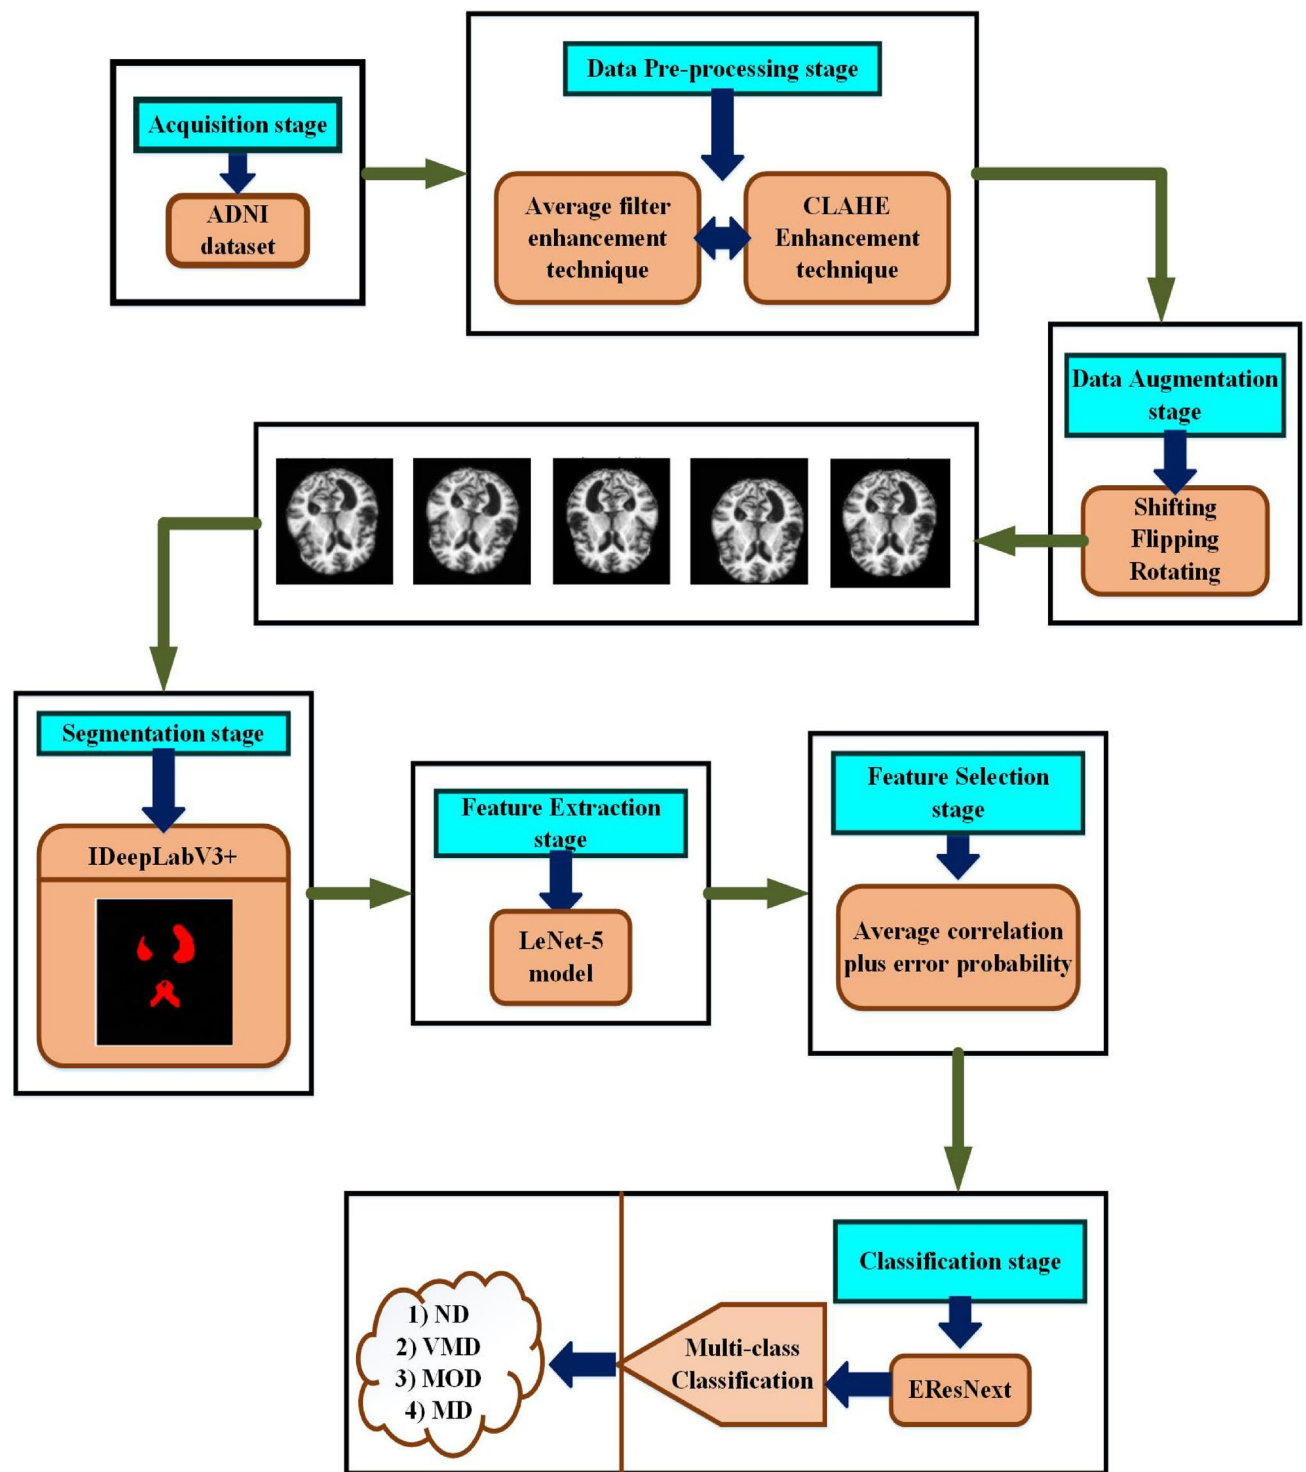 Acquisition stage
ADNI
dataset
Data Pre-processing stage
Average filter
enhancement
technique
CLAHE
Enhancement
technique
Data Augmentation
stage
Shifting
Flipping
Rotating
Segmentation stage
IDeepLabV3+
Feature Extraction
stage
LeNet-5
model
Feature Selection
stage
Average correlation
plus error probability
Classification stage
EResNext
Multi-class
Classification
1) ND
2) VMD
3) MOD
4) MD